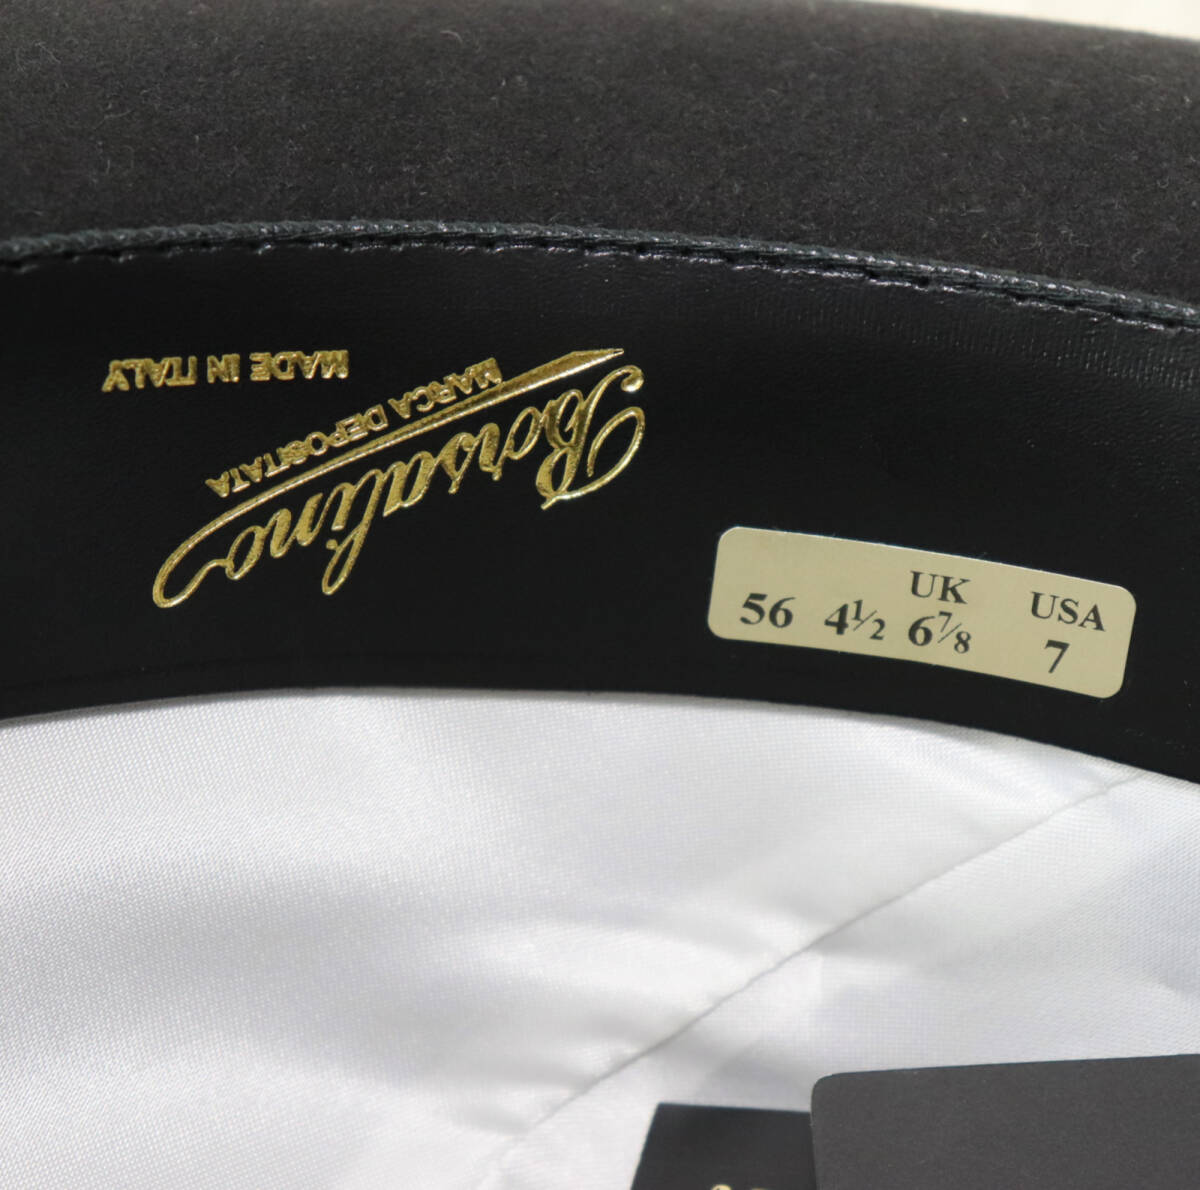 Borsalino
MARCA DEPOSITATA
MADE IN ITALY
UK USA
56 4½ 6⅞ 7